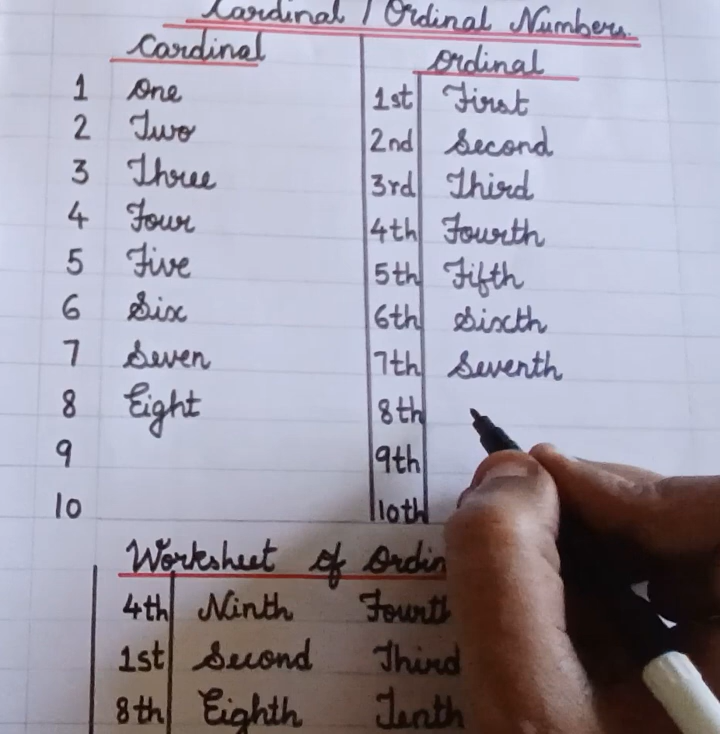 Cardinal / Ordinal Numbers.
Cardinal Ordinal
1 One 1st First
2 Two 2nd Second
3 Three 3rd Third
4 Four 4th Fourth
5 Five 5th Fifth
6 Six 6th Sixth
7 Seven 7th Seventh
8 Eight 8th
9 9th
10 10th
Worksheet of
4th Ninth Fourth
1st Second Third
8th Eighth Tenth